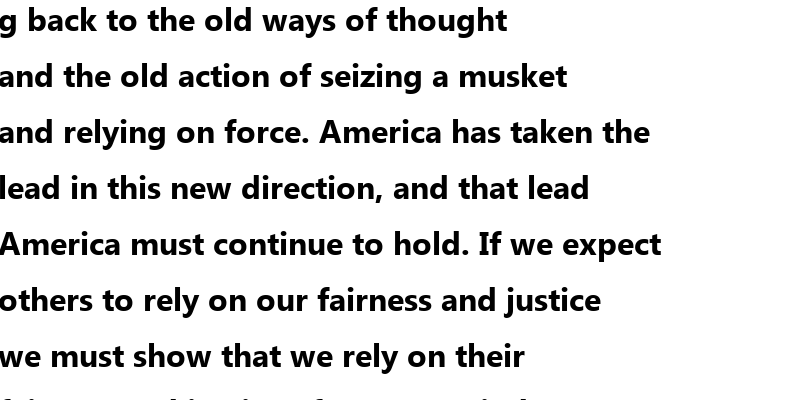 g back to the old ways of thought
and the old action of seizing a musket
and relying on force. America has taken the
lead in this new direction, and that lead
America must continue to hold. If we expect
others to rely on our fairness and justice
we must show that we rely on their